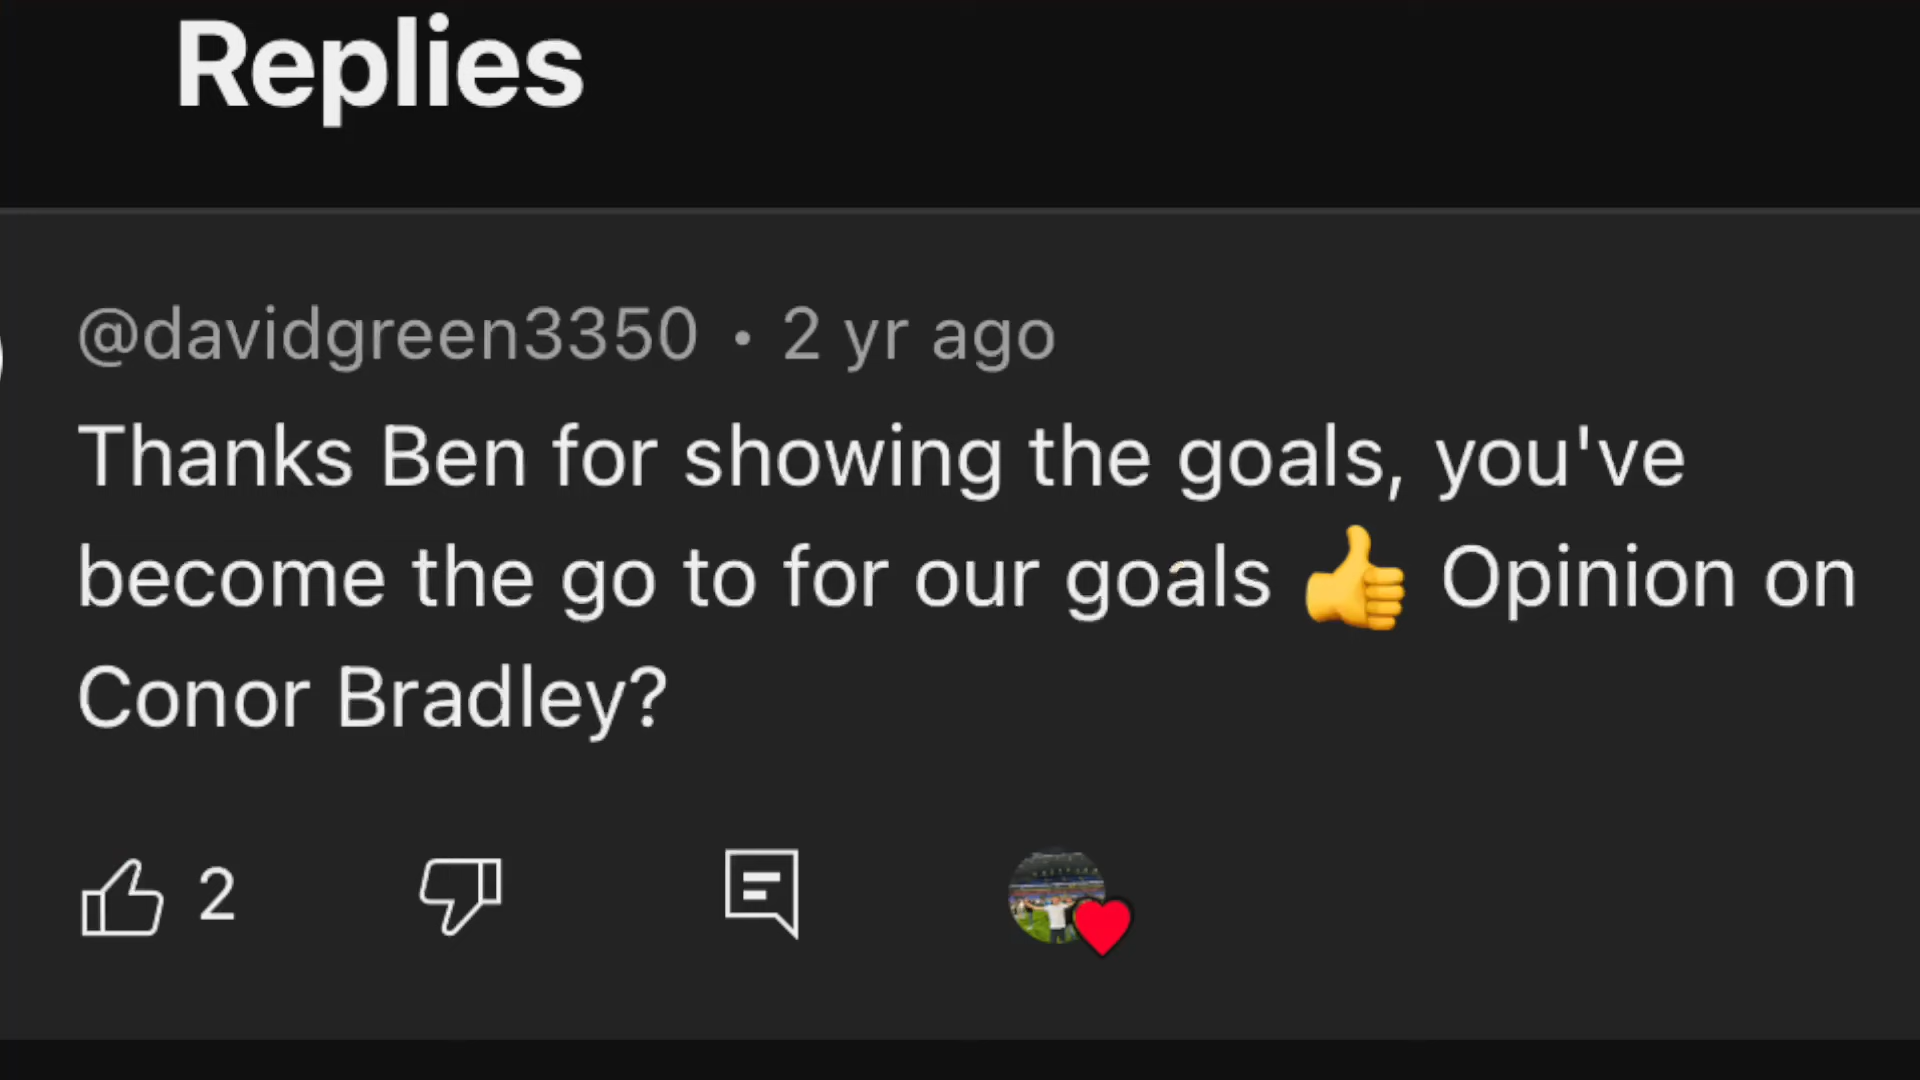 Replies
@davidgreen3350 • 2 yr ago
Thanks Ben for showing the goals, you've
become the go to for our goals 👍 Opinion on
Conor Bradley?
2